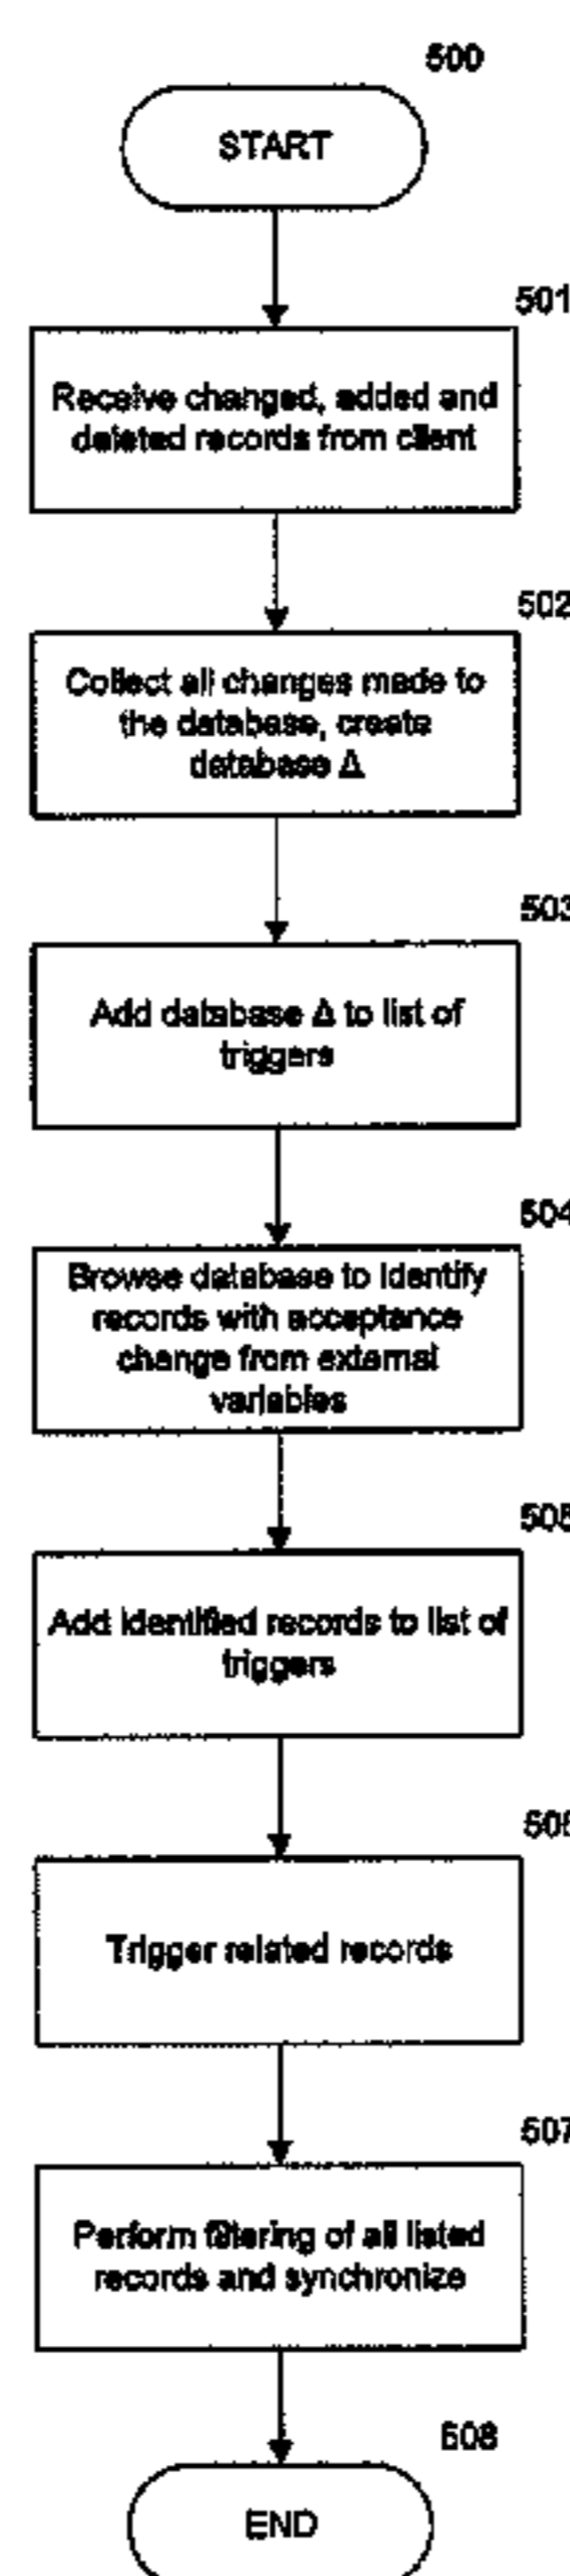 500
START
501
Receive changed, added and
deleted records from client
502
Collect all changes made to
the database, create
database Δ
503
Add database Δ to list of
triggers
504
Browse database to identify
records with acceptance
change from external
variables
505
Add identified records to list of
triggers
506
Trigger related records
507
Perform filtering of all listed
records and synchronize
508
END